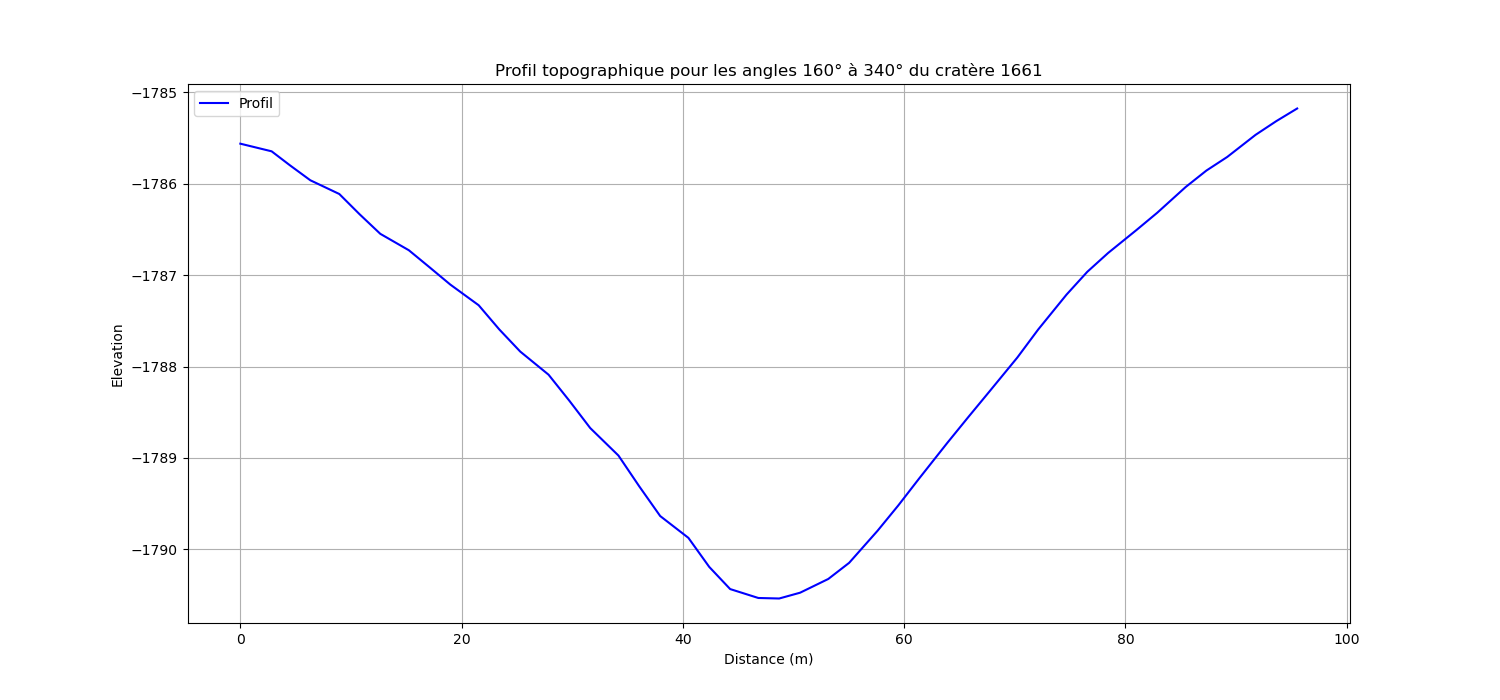 Profil topographique pour les angles 160° à 340° du cratère 1661
Profil
−1785
−1786
−1787
−1788
−1789
−1790
Elevation
0 20 40 60 80 100
Distance (m)